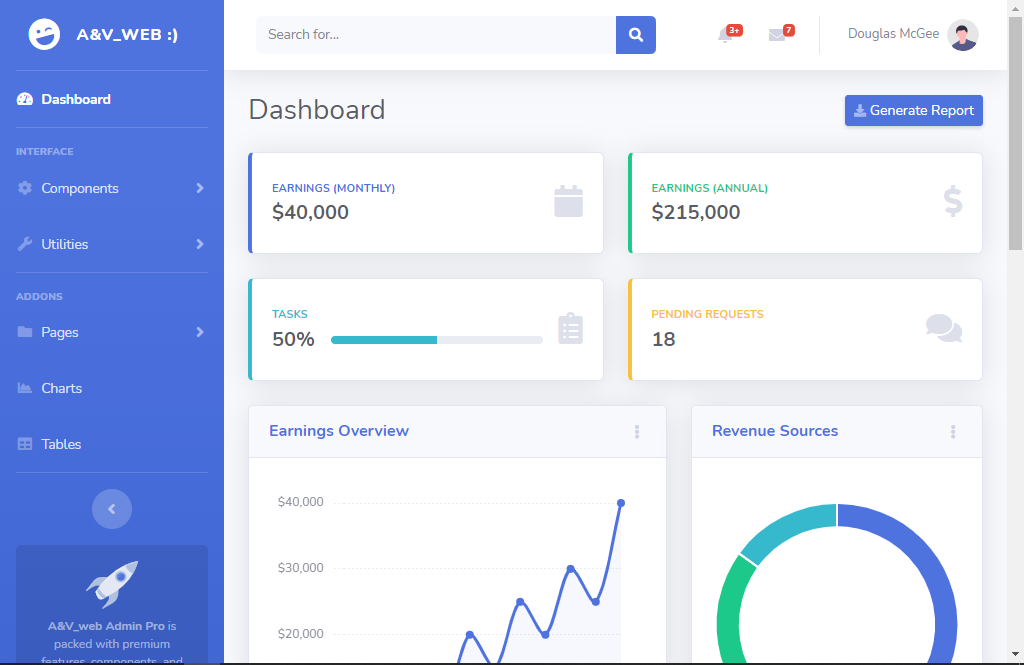 A&V_WEB :)
Search for...
3+
7
Douglas McGee
Dashboard
INTERFACE
Components
Utilities
ADDONS
Pages
Charts
Tables
A&V_web Admin Pro is
packed with premium
features, components, and
Dashboard
Generate Report
EARNINGS (MONTHLY)
$40,000
EARNINGS (ANNUAL)
$215,000
TASKS
50%
PENDING REQUESTS
18
Earnings Overview
$40,000
$30,000
$20,000
Revenue Sources